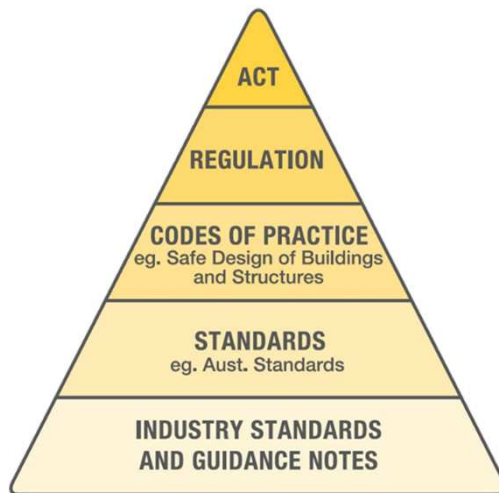 ACT
REGULATION
CODES OF PRACTICE
eg. Safe Design of Buildings
and Structures
STANDARDS
eg. Aust. Standards
INDUSTRY STANDARDS
AND GUIDANCE NOTES